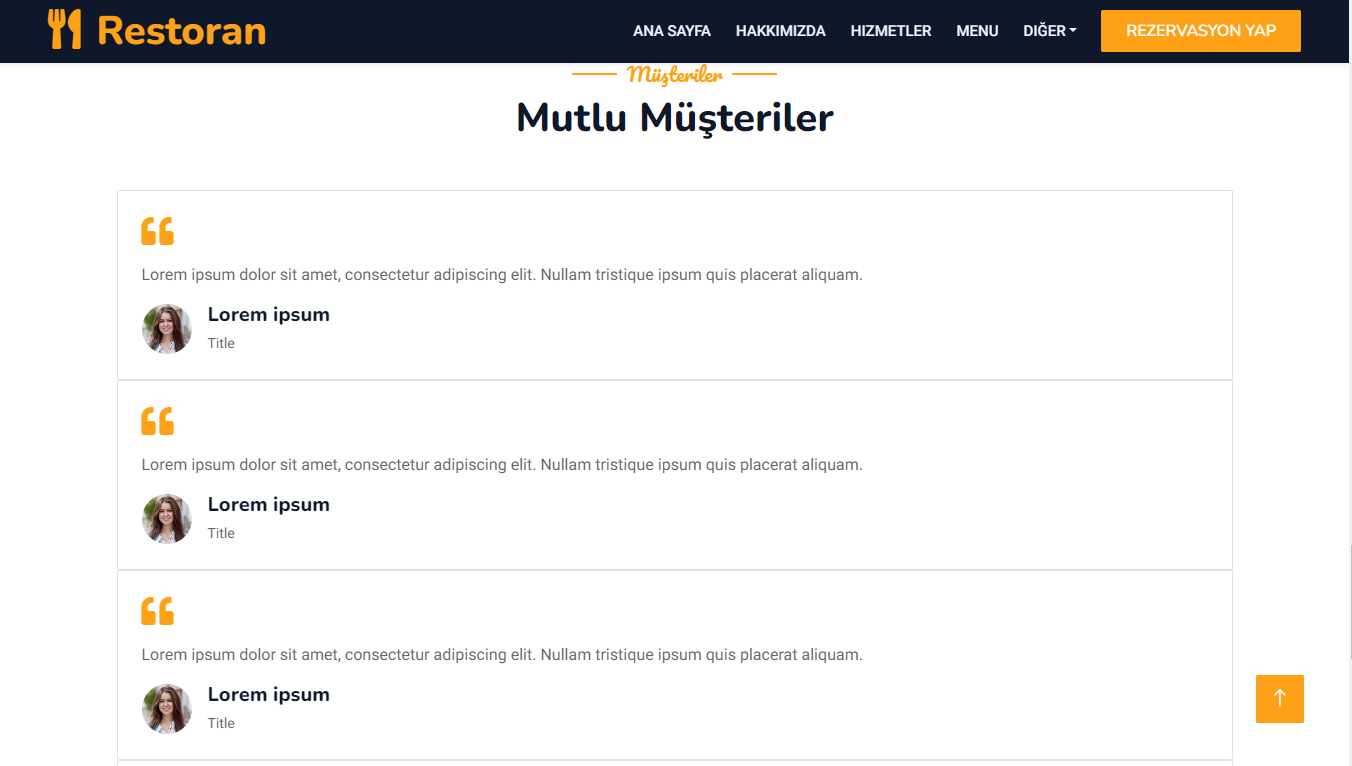 Restoran
ANA SAYFA HAKKIMIZDA HIZMETLER MENU DIĞER REZERVASYON YAP
Müşteriler
Mutlu Müşteriler
Lorem ipsum dolor sit amet, consectetur adipiscing elit. Nullam tristique ipsum quis placerat aliquam.
Lorem ipsum
Title
Lorem ipsum dolor sit amet, consectetur adipiscing elit. Nullam tristique ipsum quis placerat aliquam.
Lorem ipsum
Title
Lorem ipsum dolor sit amet, consectetur adipiscing elit. Nullam tristique ipsum quis placerat aliquam.
Lorem ipsum
Title